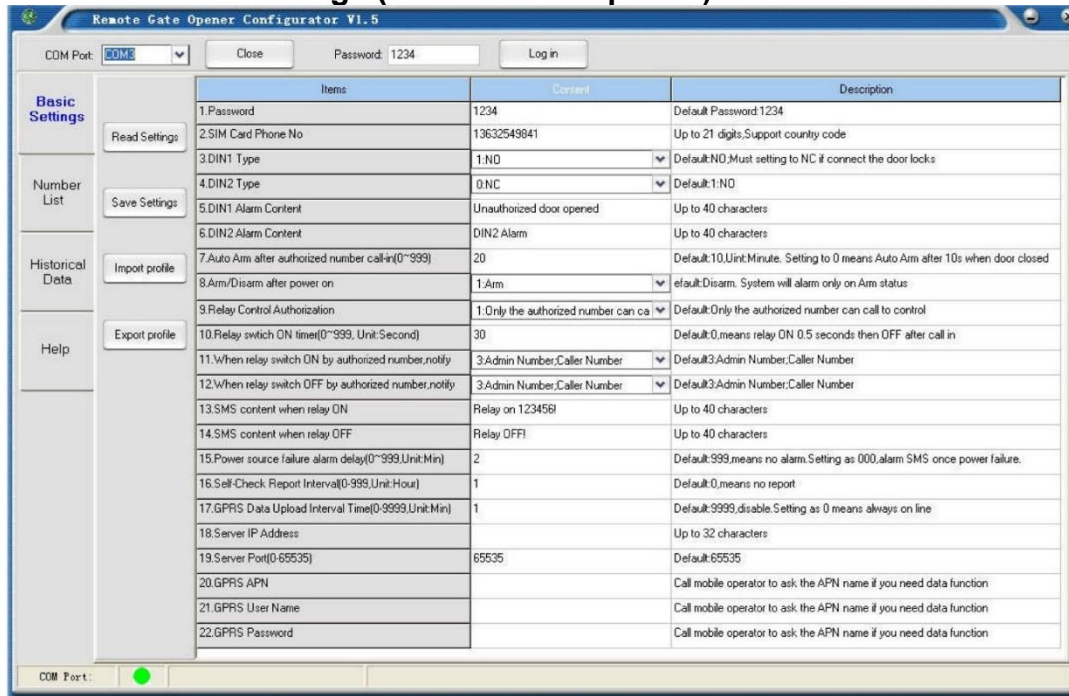 Remote Gate Opener Configurator V1.5
COM Port: COM3 Close Password: 1234 Log in
Basic Settings
Number List
Historical Data
Help
Read Settings
Save Settings
Import profile
Export profile
Items Content Description
1.Password 1234 Default Password:1234
2.SIM Card Phone No 13632549841 Up to 21 digits,Support country code
3.DIN1 Type 1:NO Default:NO;Must setting to NC if connect the door locks
4.DIN2 Type 0:NC Default:1:NO
5.DIN1 Alarm Content Unauthorized door opened Up to 40 characters
6.DIN2 Alarm Content DIN2 Alarm Up to 40 characters
7.Auto Arm after authorized number call-in(0~999) 20 Default:10,Uint:Minute. Setting to 0 means Auto Arm after 10s when door closed
8.Arm/Disarm after power on 1:Arm efault:Disarm. System will alarm only on Arm status
9.Relay Control Authorization 1:Only the authorized number can ca Default:Only the authorized number can call to control
10.Relay swtich ON timer(0~999, Unit:Second) 30 Default:0,means relay ON 0.5 seconds then OFF after call in
11.When relay switch ON by authorized number,notify 3:Admin Number;Caller Number Default3:Admin Number;Caller Number
12.When relay switch OFF by authorized number,notify 3:Admin Number;Caller Number Default3:Admin Number;Caller Number
13.SMS content when relay ON Relay on 123456! Up to 40 characters
14.SMS content when relay OFF Relay OFF! Up to 40 characters
15.Power source failure alarm delay(0~999,Unit:Min) 2 Default:999,means no alarm.Setting as 000,alarm SMS once power failure.
16.Self-Check Report Interval(0-999,Unit:Hour) 1 Default:0,means no report
17.GPRS Data Upload Interval Time(0-9999,Unit:Min) 1 Default:9999,disable.Setting as 0 means always on line
18.Server IP Address Up to 32 characters
19.Server Port(0-65535) 65535 Default:65535
20.GPRS APN Call mobile operator to ask the APN name if you need data function
21.GPRS User Name Call mobile operator to ask the APN name if you need data function
22.GPRS Password Call mobile operator to ask the APN name if you need data function
COM Port: